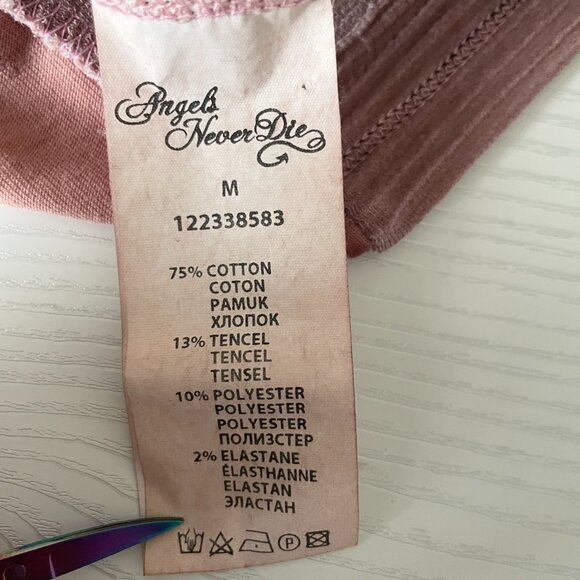 Angels
Never Die
M
122338583
75% COTTON
COTON
PAMUK
ХЛОПОК
13% TENCEL
TENCEL
TENSEL
10% POLYESTER
POLYESTER
POLYESTER
ПОЛИЗСТЕР
2% ELASTANE
ÉLASTHANNE
ELASTAN
ЭЛАСТАН
P